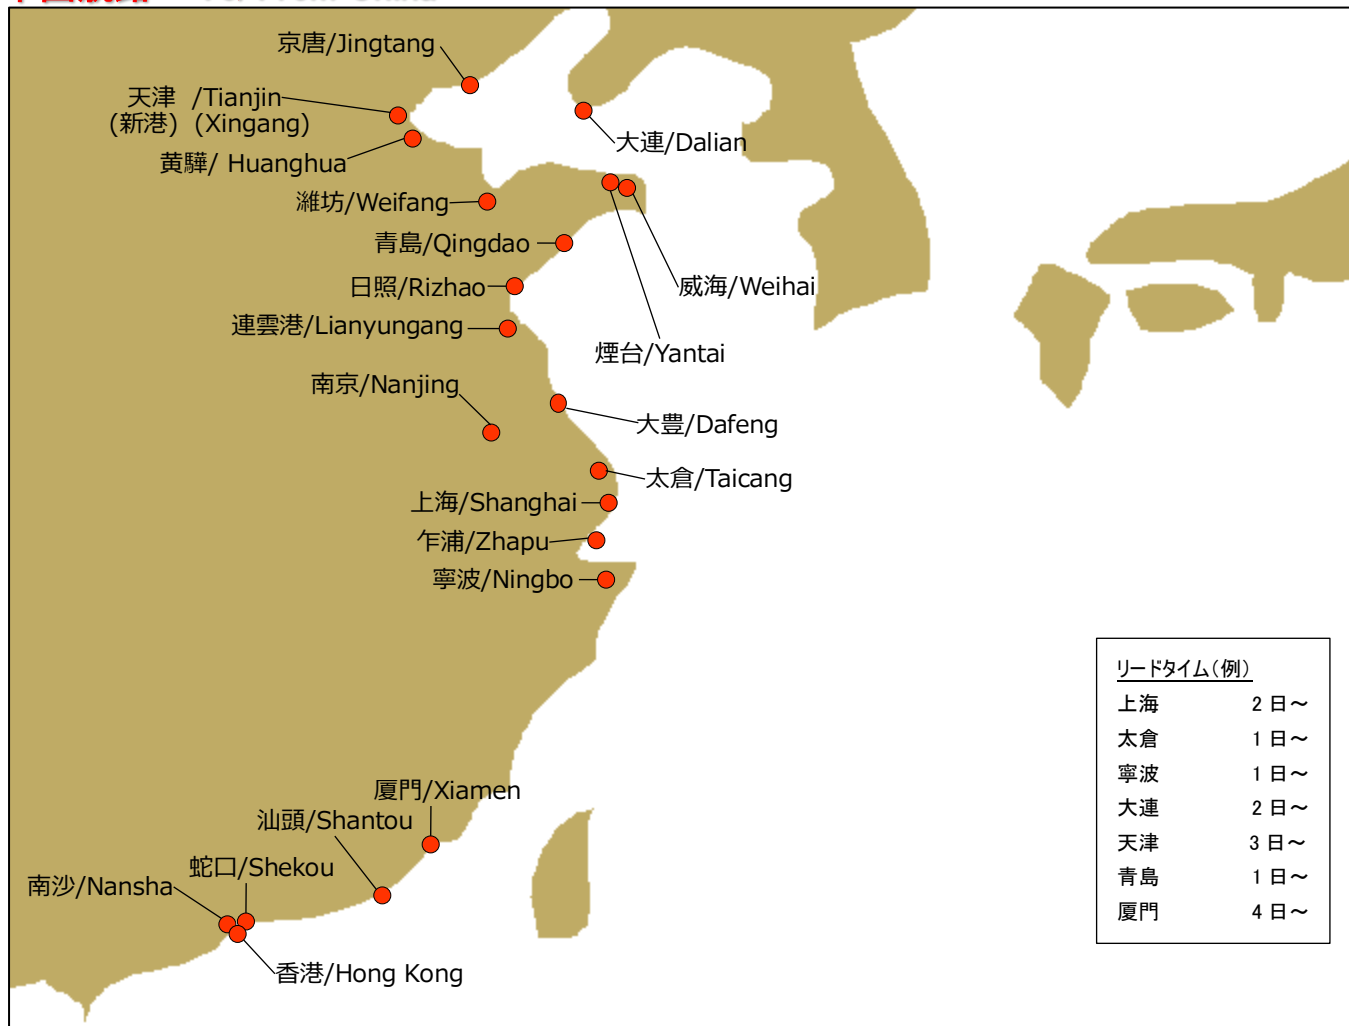 京唐/Jingtang
天津 /Tianjin
(新港) (Xingang)
大連/Dalian
黄驊/ Huanghua
濰坊/Weifang
青島/Qingdao
日照/Rizhao
威海/Weihai
連雲港/Lianyungang
煙台/Yantai
南京/Nanjing
大豊/Dafeng
太倉/Taicang
上海/Shanghai
乍浦/Zhapu
寧波/Ningbo
リードタイム(例)
上海 2 日～
太倉 1 日～
寧波 1 日～
大連 2 日～
天津 3 日～
青島 1 日～
厦門 4 日～
厦門/Xiamen
汕頭/Shantou
蛇口/Shekou
南沙/Nansha
香港/Hong Kong